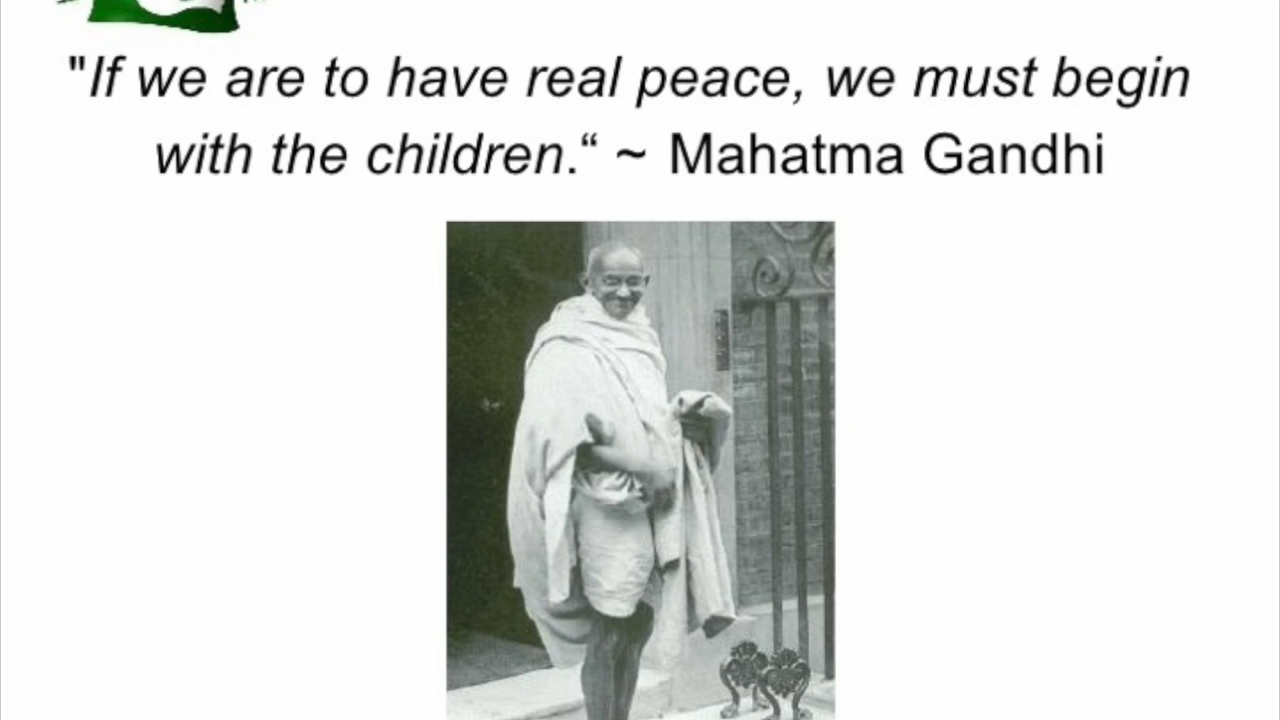 "If we are to have real peace, we must begin
with the children.“ ~ Mahatma Gandhi